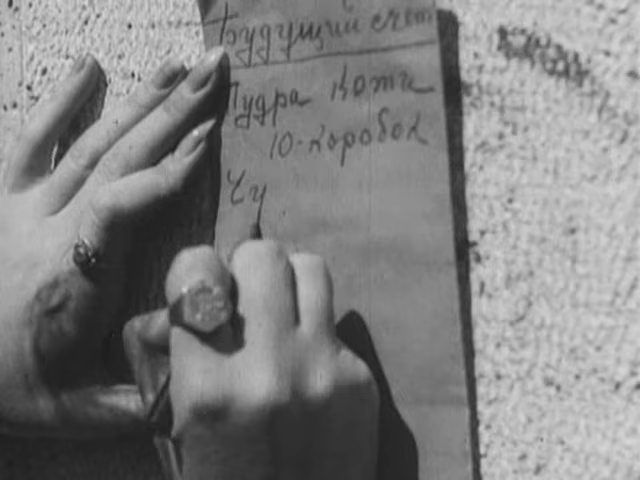 Будущий счет
Пудра Коти
10-коробок
Чу